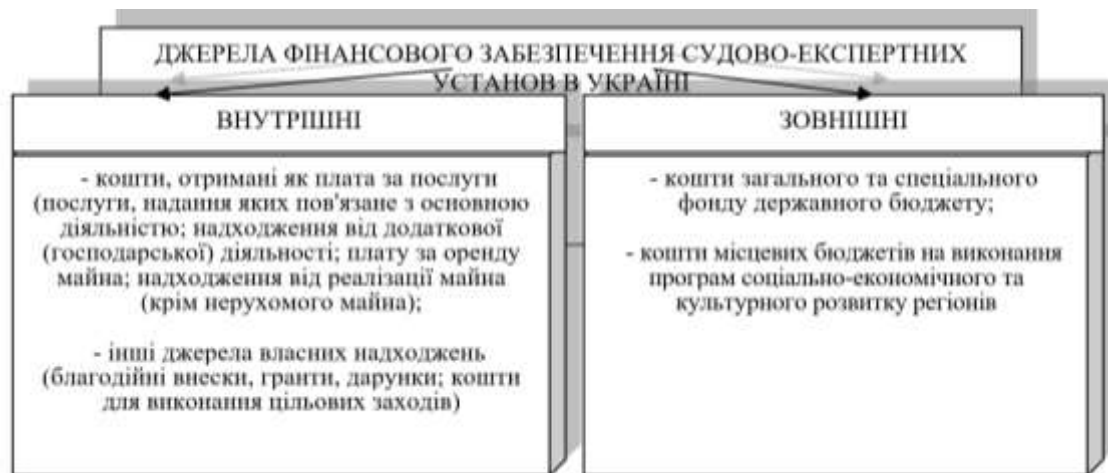 ДЖЕРЕЛА ФІНАНСОВОГО ЗАБЕЗПЕЧЕННЯ СУДОВО-ЕКСПЕРТНИХ
УСТАНОВ В УКРАЇНІ
ВНУТРІШНІ
- кошти, отримані як плата за послуги
(послуги, надання яких пов'язане з основною
діяльністю; надходження від додаткової
(господарської) діяльності; плату за оренду
майна; надходження від реалізації майна
(крім нерухомого майна);
- інші джерела власних надходжень
(благодійні внески, гранти, дарунки; кошти
для виконання цільових заходів)
ЗОВНІШНІ
- кошти загального та спеціального
фонду державного бюджету;
- кошти місцевих бюджетів на виконання
програм соціально-економічного та
культурного розвитку регіонів